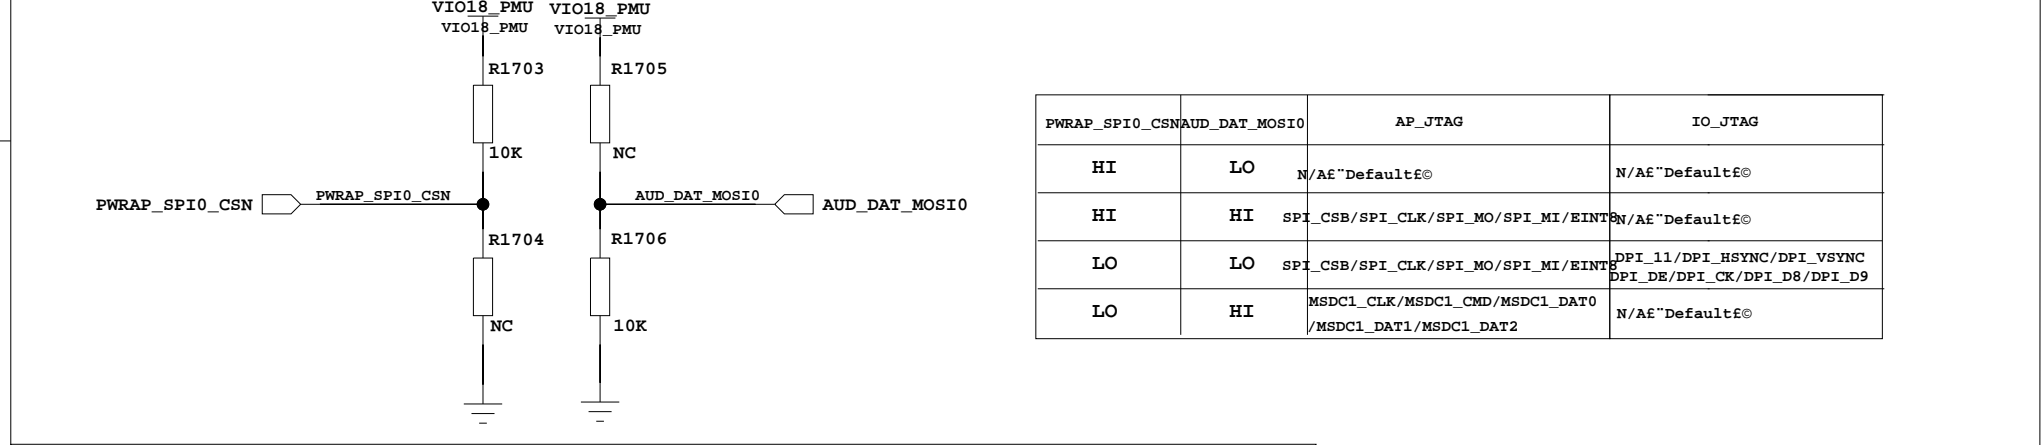 VIO18_PMU VIO18_PMU
VIO18_PMU VIO18_PMU
R1703 R1705
10K NC
PWRAP_SPI0_CSN PWRAP_SPI0_CSN AUD_DAT_MOSI0 AUD_DAT_MOSI0
R1704 R1706
NC 10K
PWRAP_SPI0_CSN AUD_DAT_MOSI0 AP_JTAG IO_JTAG
HI LO N/A£¨Default£© N/A£¨Default£©
HI HI SPI_CSB/SPI_CLK/SPI_MO/SPI_MI/EINT8 N/A£¨Default£©
LO LO SPI_CSB/SPI_CLK/SPI_MO/SPI_MI/EINT8 DPI_11/DPI_HSYNC/DPI_VSYNC
DPI_DE/DPI_CK/DPI_D8/DPI_D9
LO HI MSDC1_CLK/MSDC1_CMD/MSDC1_DAT0 N/A£¨Default£©
/MSDC1_DAT1/MSDC1_DAT2